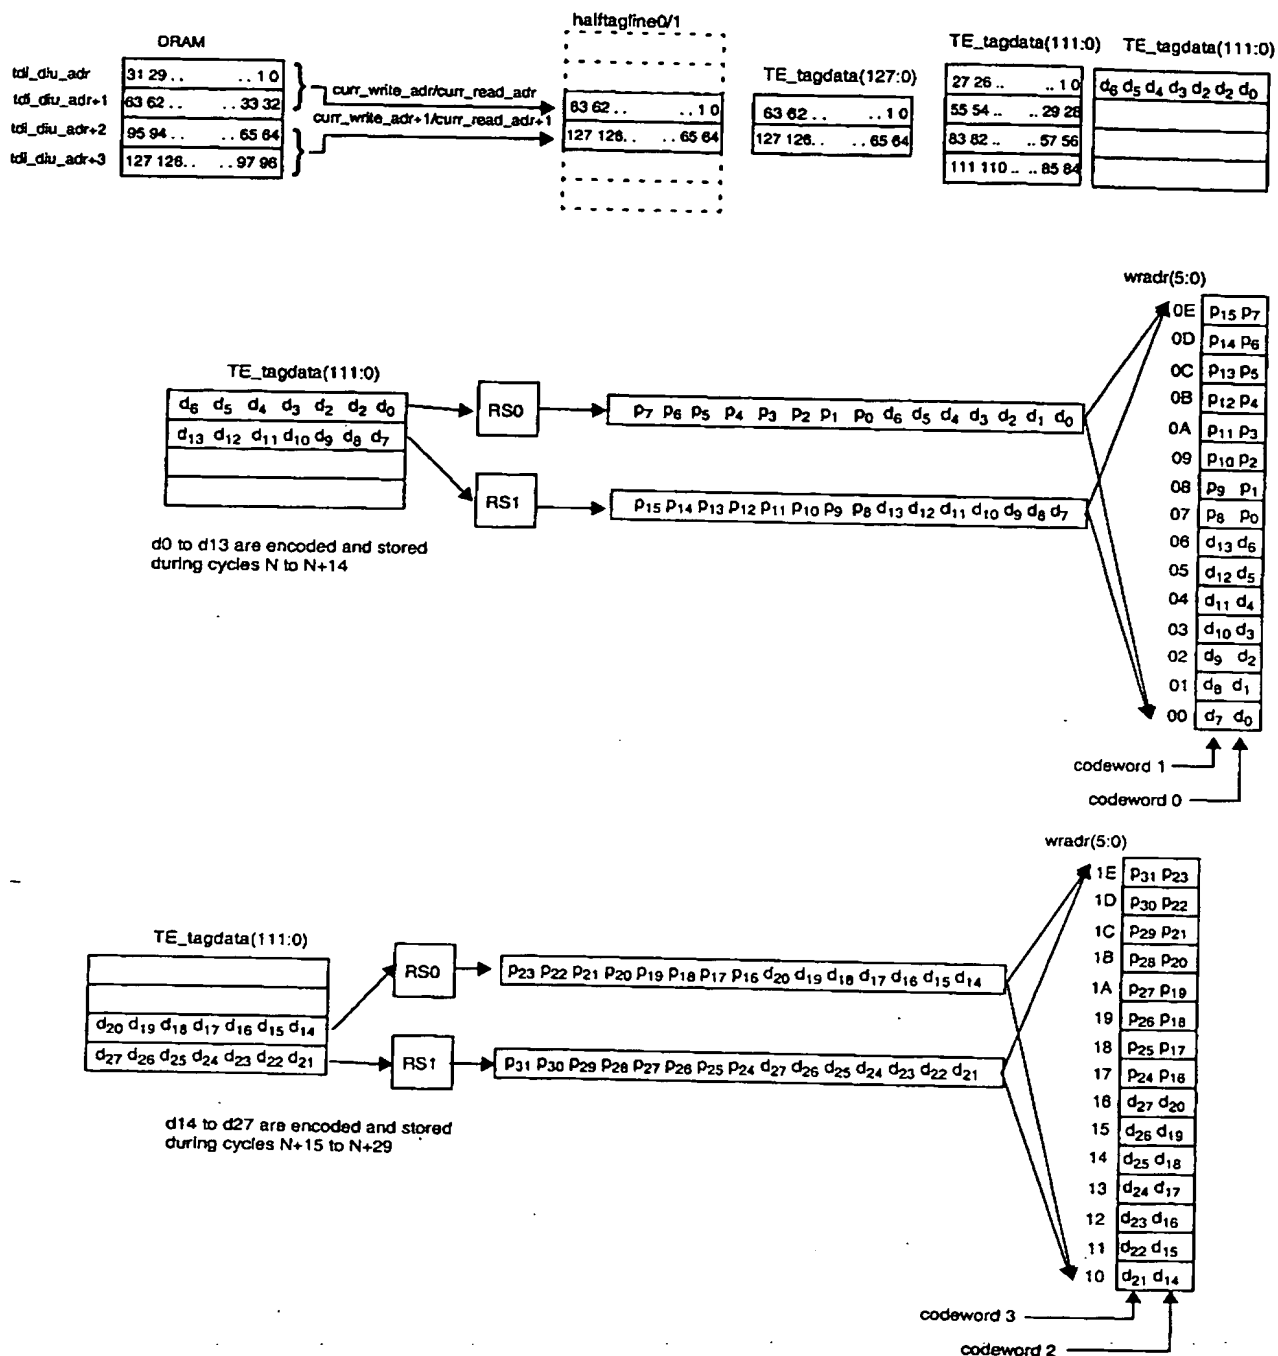 DRAM
tdi_diu_adr
31 29 .. .. 1 0
tdi_diu_adr+1
63 62 .. .. 33 32
tdi_diu_adr+2
95 94 .. .. 65 64
tdi_diu_adr+3
127 126 .. .. 97 96
curr_write_adr/curr_read_adr
curr_write_adr+1/curr_read_adr+1
halftagline0/1
63 62 .. .. 1 0
127 126 .. .. 65 64
TE_tagdata(127:0)
63 62 .. .. 1 0
127 126 .. .. 65 64
TE_tagdata(111:0)
27 26 .. .. 1 0
55 54 .. .. 29 28
83 82 .. .. 57 56
111 110 .. .. 85 84
TE_tagdata(111:0)
d6 d5 d4 d3 d2 d2 d0
TE_tagdata(111:0)
d6 d5 d4 d3 d2 d2 d0
d13 d12 d11 d10 d9 d8 d7
RS0
RS1
p7 p6 p5 p4 p3 p2 p1 p0 d6 d5 d4 d3 d2 d1 d0
p15 p14 p13 p12 p11 p10 p9 p8 d13 d12 d11 d10 d9 d8 d7
d0 to d13 are encoded and stored
during cycles N to N+14
wradr(5:0)
0E p15 p7
0D p14 p6
0C p13 p5
0B p12 p4
0A p11 p3
09 p10 p2
08 p9 p1
07 p8 p0
06 d13 d6
05 d12 d5
04 d11 d4
03 d10 d3
02 d9 d2
01 d8 d1
00 d7 d0
codeword 1
codeword 0
TE_tagdata(111:0)
d20 d19 d18 d17 d16 d15 d14
d27 d26 d25 d24 d23 d22 d21
RS0
RS1
p23 p22 p21 p20 p19 p18 p17 p16 d20 d19 d18 d17 d16 d15 d14
p31 p30 p29 p28 p27 p26 p25 p24 d27 d26 d25 d24 d23 d22 d21
d14 to d27 are encoded and stored
during cycles N+15 to N+29
wradr(5:0)
1E p31 p23
1D p30 p22
1C p29 p21
1B p28 p20
1A p27 p19
19 p26 p18
18 p25 p17
17 p24 p16
16 d27 d20
15 d26 d19
14 d25 d18
13 d24 d17
12 d23 d16
11 d22 d15
10 d21 d14
codeword 3
codeword 2